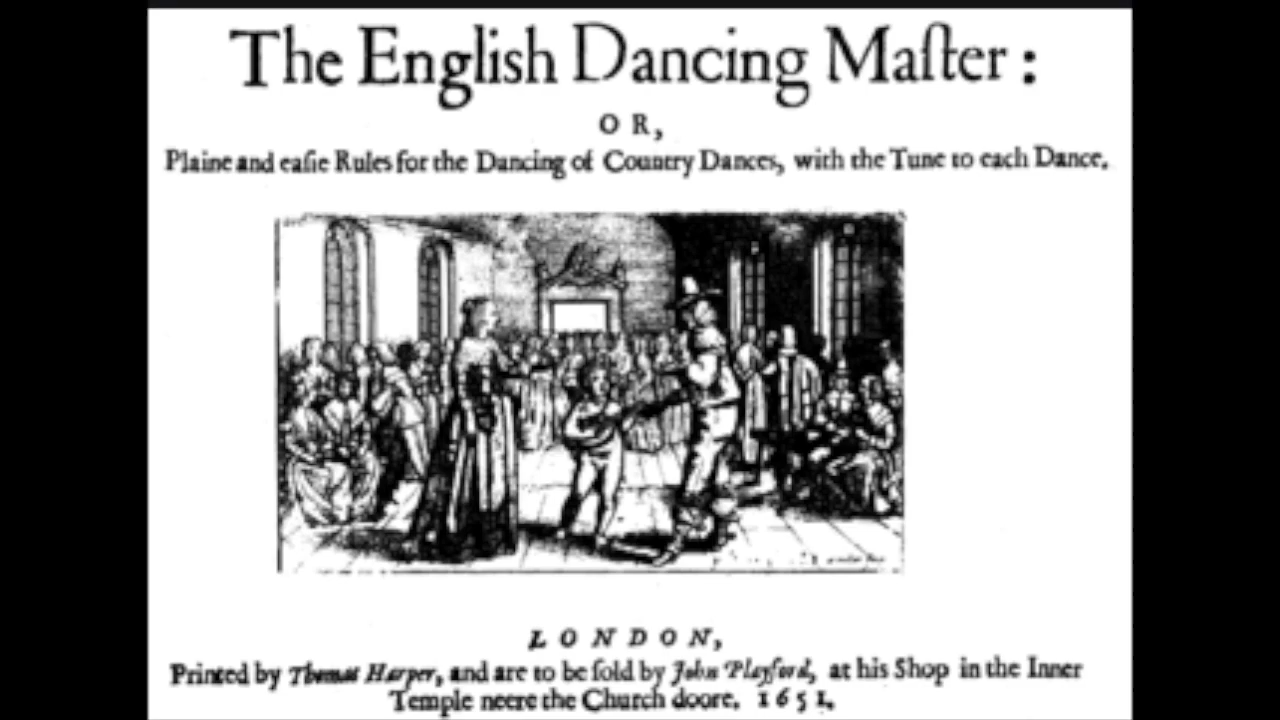 The English Dancing Maſter :
OR,
Plaine and eaſie Rules for the Dancing of Country Dances, with the Tune to each Dance.
LONDON,
Printed by Thomas Harper, and are to be ſold by John Playford, at his Shop in the Inner
Temple neere the Church doore. 1651.